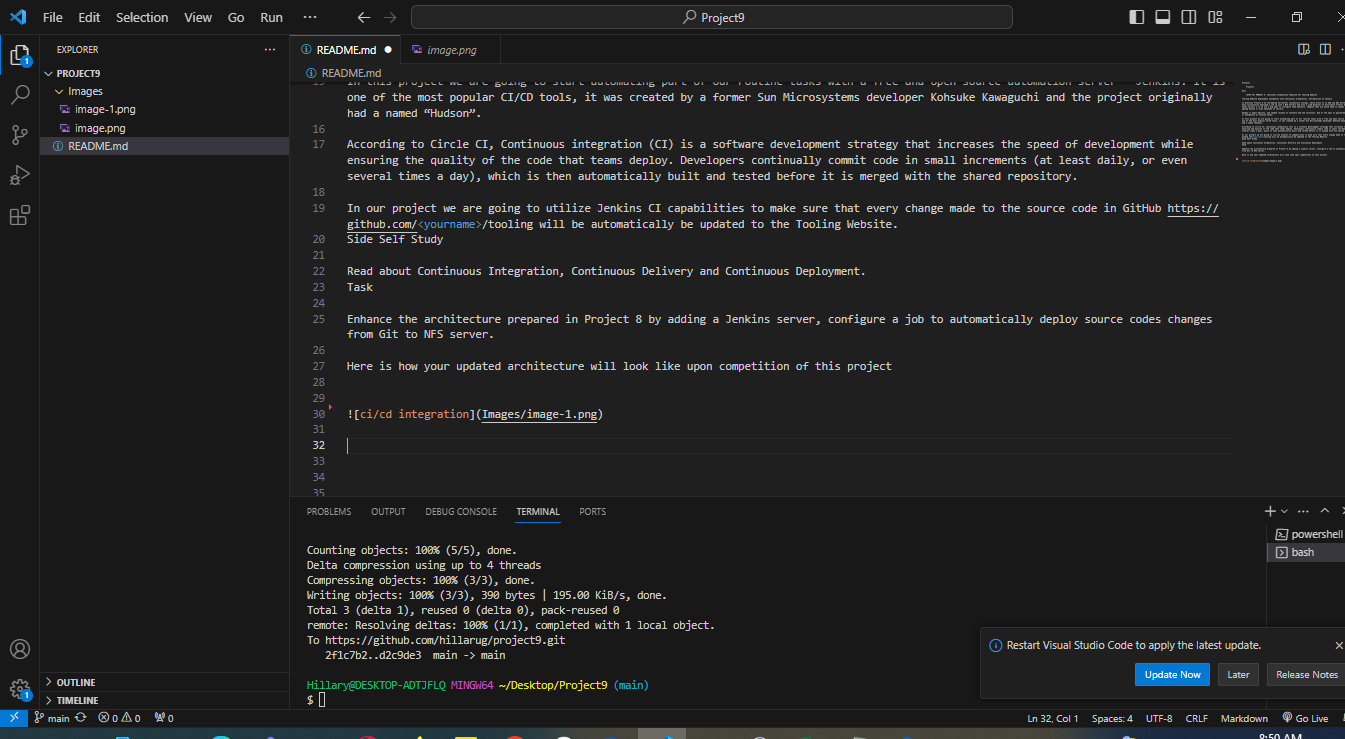 File Edit Selection View Go Run ··· Project9
EXPLORER ···
PROJECT9
Images
image-1.png
image.png
README.md
OUTLINE
TIMELINE
1
1
README.md ● image.png
README.md
In this project we are going to start automating part of our routine tasks with a free and open source automation server – Jenkins. It is
one of the most popular CI/CD tools, it was created by a former Sun Microsystems developer Kohsuke Kawaguchi and the project originally
had a named “Hudson”.
16
17 According to Circle CI, Continuous integration (CI) is a software development strategy that increases the speed of development while
ensuring the quality of the code that teams deploy. Developers continually commit code in small increments (at least daily, or even
several times a day), which is then automatically built and tested before it is merged with the shared repository.
18
19 In our project we are going to utilize Jenkins CI capabilities to make sure that every change made to the source code in GitHub https://
github.com/<yourname>/tooling will be automatically be updated to the Tooling Website.
20 Side Self Study
21
22 Read about Continuous Integration, Continuous Delivery and Continuous Deployment.
23 Task
24
25 Enhance the architecture prepared in Project 8 by adding a Jenkins server, configure a job to automatically deploy source codes changes
from Git to NFS server.
26
27 Here is how your updated architecture will look like upon competition of this project
28
29
30 ![ci/cd integration](Images/image-1.png)
31
32
33
34
35
PROBLEMS OUTPUT DEBUG CONSOLE TERMINAL PORTS
powershell
bash
Counting objects: 100% (5/5), done.
Delta compression using up to 4 threads
Compressing objects: 100% (3/3), done.
Writing objects: 100% (3/3), 390 bytes | 195.00 KiB/s, done.
Total 3 (delta 1), reused 0 (delta 0), pack-reused 0
remote: Resolving deltas: 100% (1/1), completed with 1 local object.
To https://github.com/hillarug/project9.git
2f1c7b2..d2c9de3 main -> main
Hillary@DESKTOP-ADTJFLQ MINGW64 ~/Desktop/Project9 (main)
$
Restart Visual Studio Code to apply the latest update.
Update Now Later Release Notes
main 0 0 0 Ln 32, Col 1 Spaces: 4 UTF-8 CRLF Markdown Go Live
8:50 AM